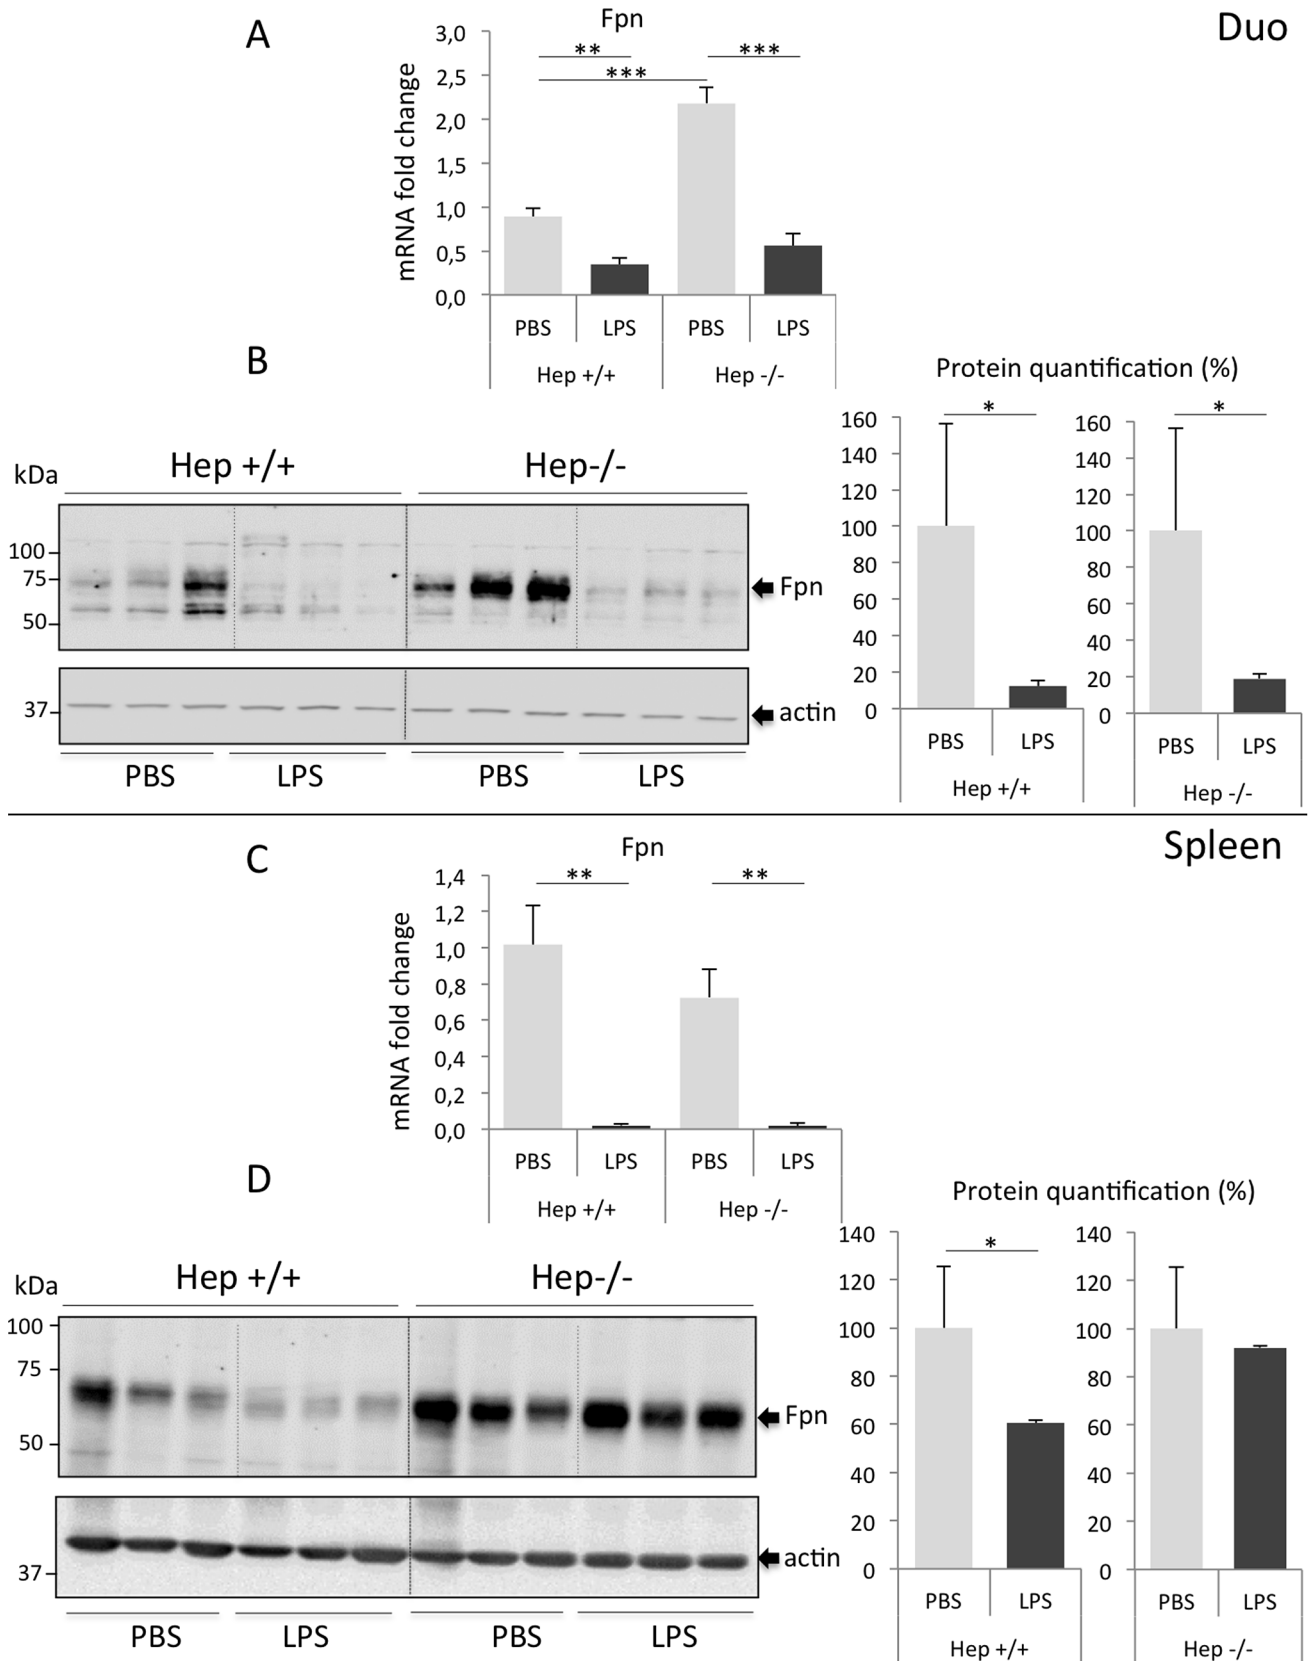 A
Fpn
Duo
mRNA fold change
3,0
2,5
2,0
1,5
1,0
0,5
0,0
**
***
***
PBS LPS PBS LPS
Hep +/+ Hep -/-
B
kDa
Hep +/+ Hep-/-
100
75
50
Fpn
37
actin
PBS LPS PBS LPS
Protein quantification (%)
160
140
120
100
80
60
40
20
0
*
PBS LPS
Hep +/+
160
140
120
100
80
60
40
20
0
*
PBS LPS
Hep -/-
C
Fpn
Spleen
mRNA fold change
1,4
1,2
1,0
0,8
0,6
0,4
0,2
0,0
** **
PBS LPS PBS LPS
Hep +/+ Hep -/-
D
kDa
Hep +/+ Hep-/-
100
75
50
Fpn
37
actin
PBS LPS PBS LPS
Protein quantification (%)
140
120
100
80
60
40
20
0
*
PBS LPS
Hep +/+
140
120
100
80
60
40
20
0
PBS LPS
Hep -/-